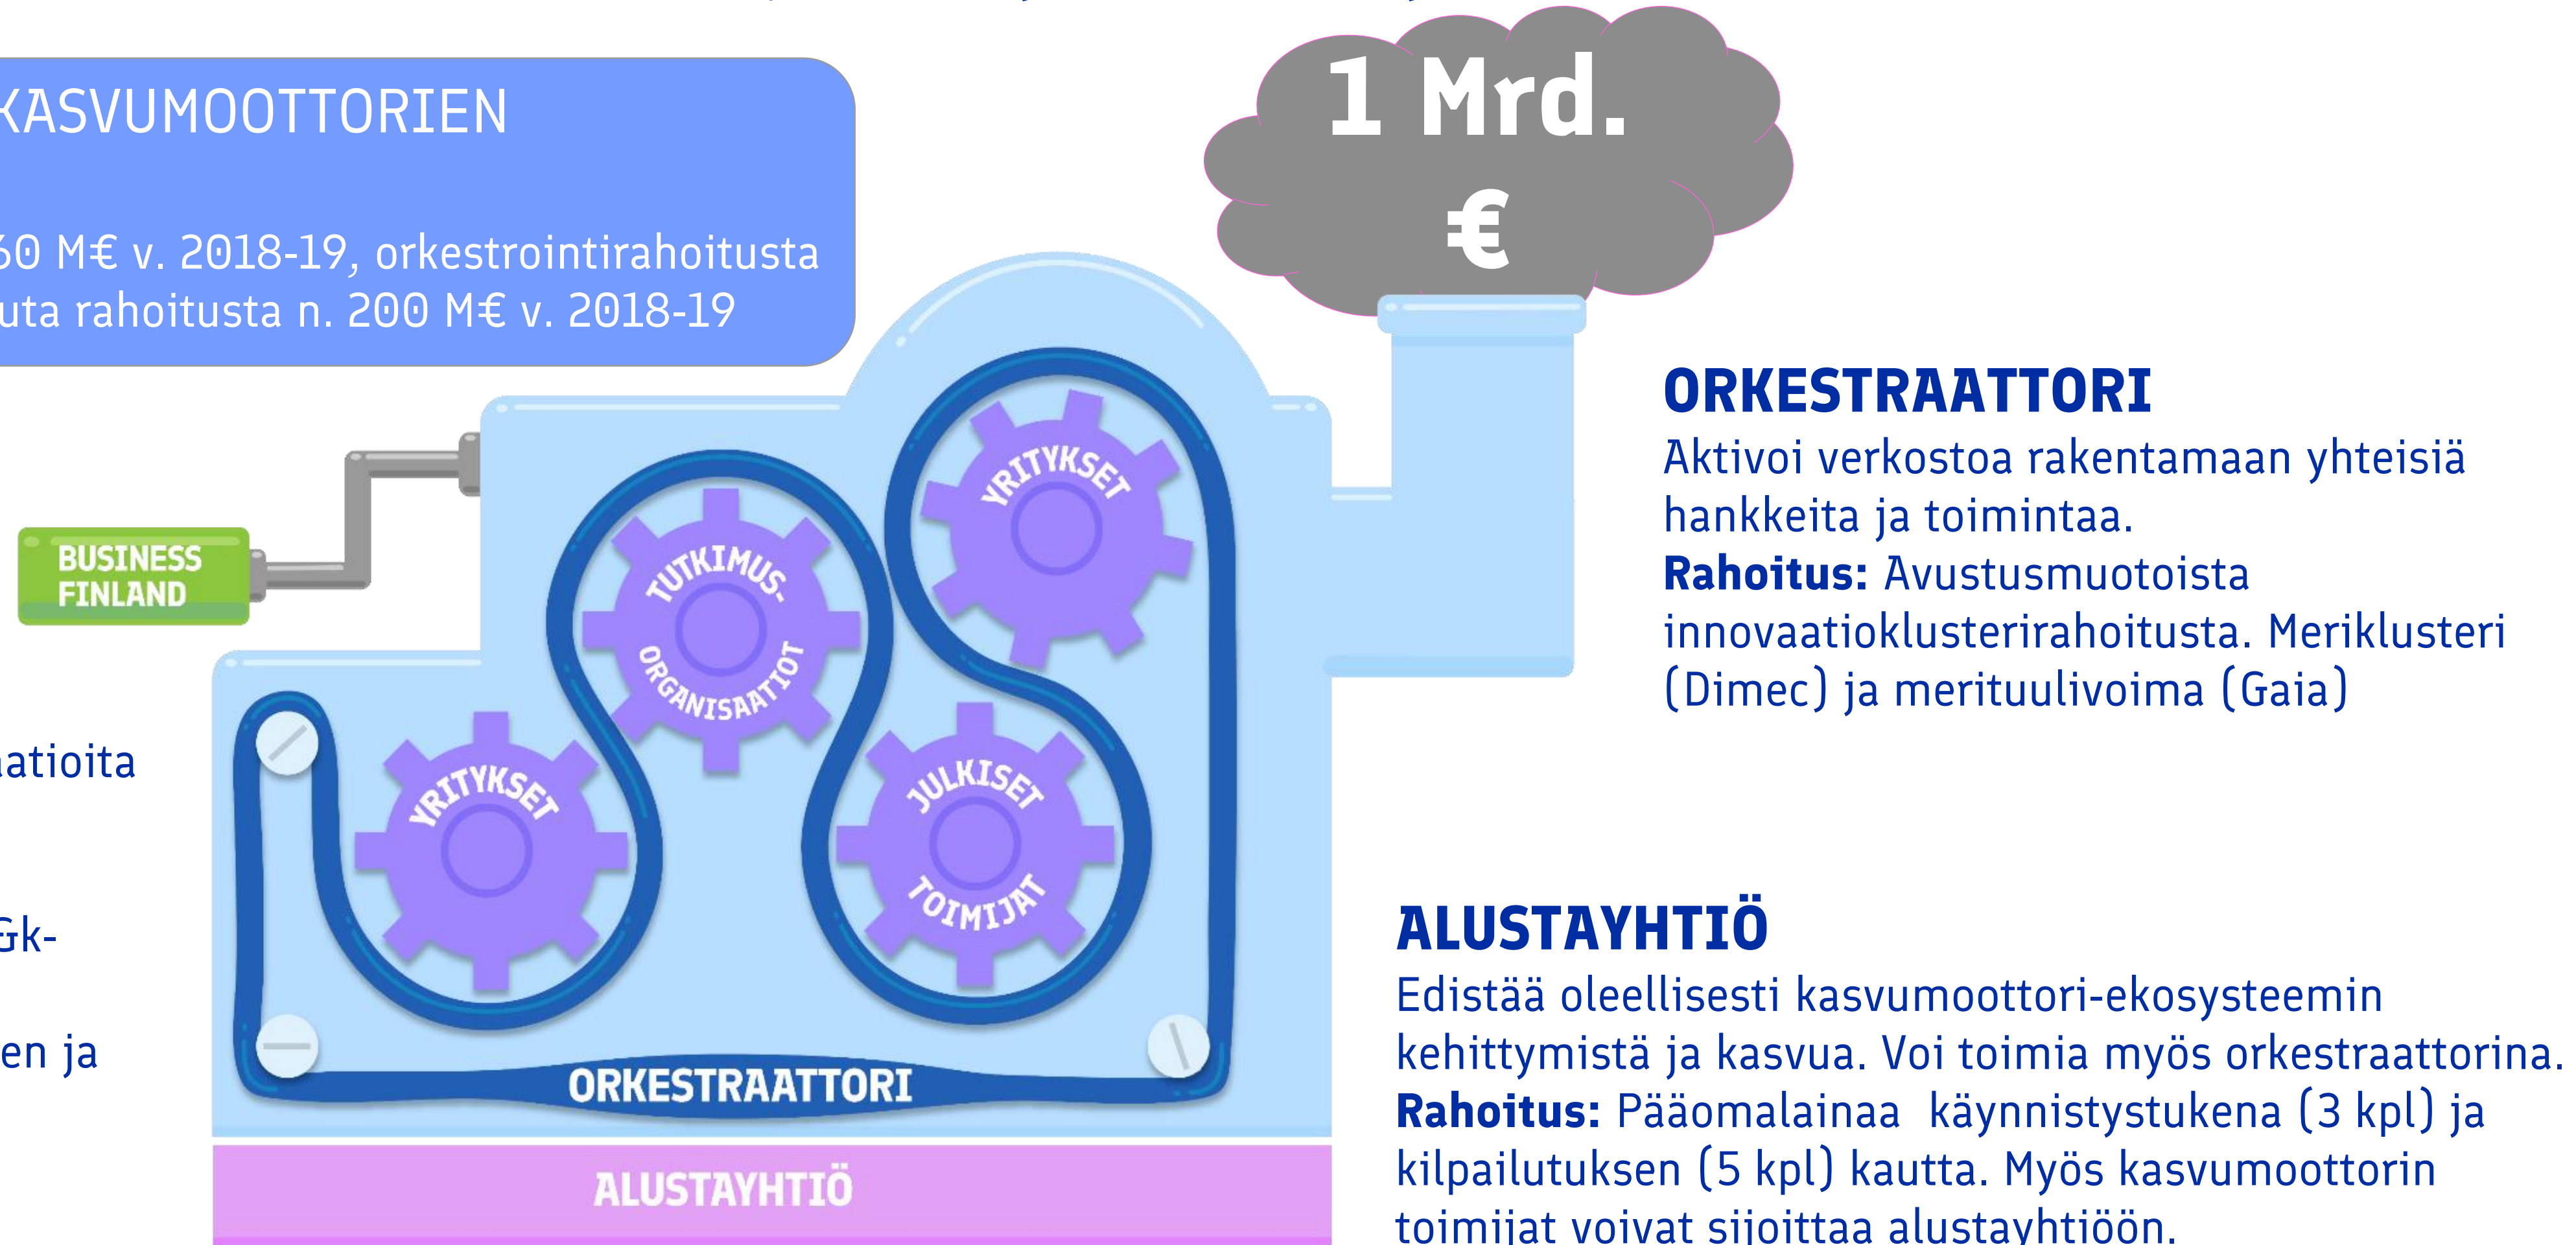 1 Mrd.
€
KASVUMOOTTORIEN
60 M€ v. 2018-19, orkestrointirahoitusta
uta rahoitusta n. 200 M€ v. 2018-19
ORKESTRAATTORI
Aktivoi verkostoa rakentamaan yhteisiä
hankkeita ja toimintaa.
Rahoitus: Avustusmuotoista
innovaatioklusterirahoitusta. Meriklusteri
(Dimec) ja merituulivoima (Gaia)
BUSINESS
FINLAND
YRITYKSET
TUTKIMUS-
ORGANISAATIOT
YRITYKSET
JULKISET
TOIMIJAT
aatioita
Gk-
en ja
ORKESTRAATTORI
ALUSTAYHTIÖ
ALUSTAYHTIÖ
Edistää oleellisesti kasvumoottori-ekosysteemin
kehittymistä ja kasvua. Voi toimia myös orkestraattorina.
Rahoitus: Pääomalainaa käynnistystukena (3 kpl) ja
kilpailutuksen (5 kpl) kautta. Myös kasvumoottorin
toimijat voivat sijoittaa alustayhtiöön.